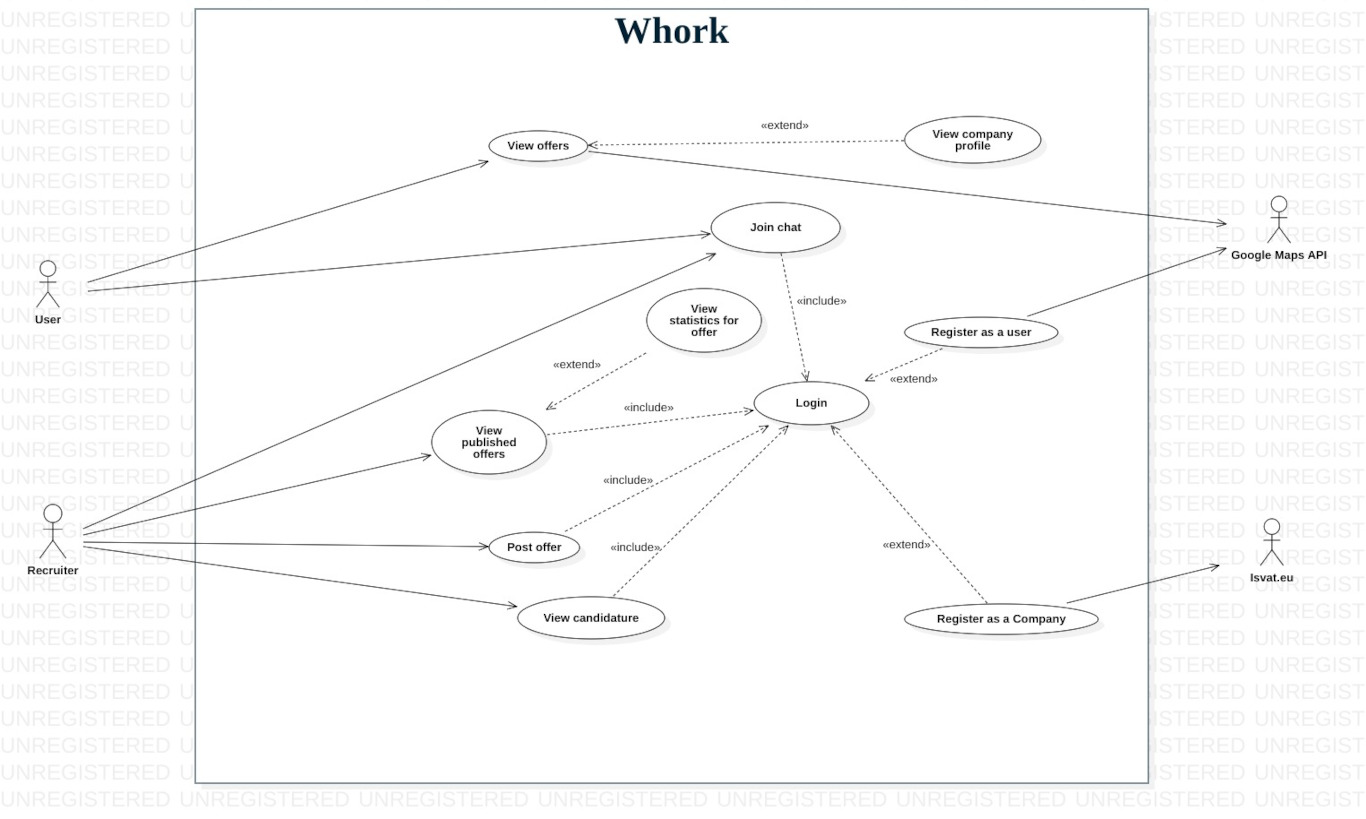 Whork
«extend»
View offers
View company
profile
Join chat
Google Maps API
User
View
statistics for
offer
«include»
Register as a user
«extend»
«extend»
Login
«include»
View
published
offers
«include»
Post offer
«include»
«extend»
Recruiter
Isvat.eu
View candidature
Register as a Company
UNREGISTERED UNREGISTERED UNREGISTERED UNREGISTERED UNREGISTERED UNREGISTERED UNREGISTERED UNREGIST